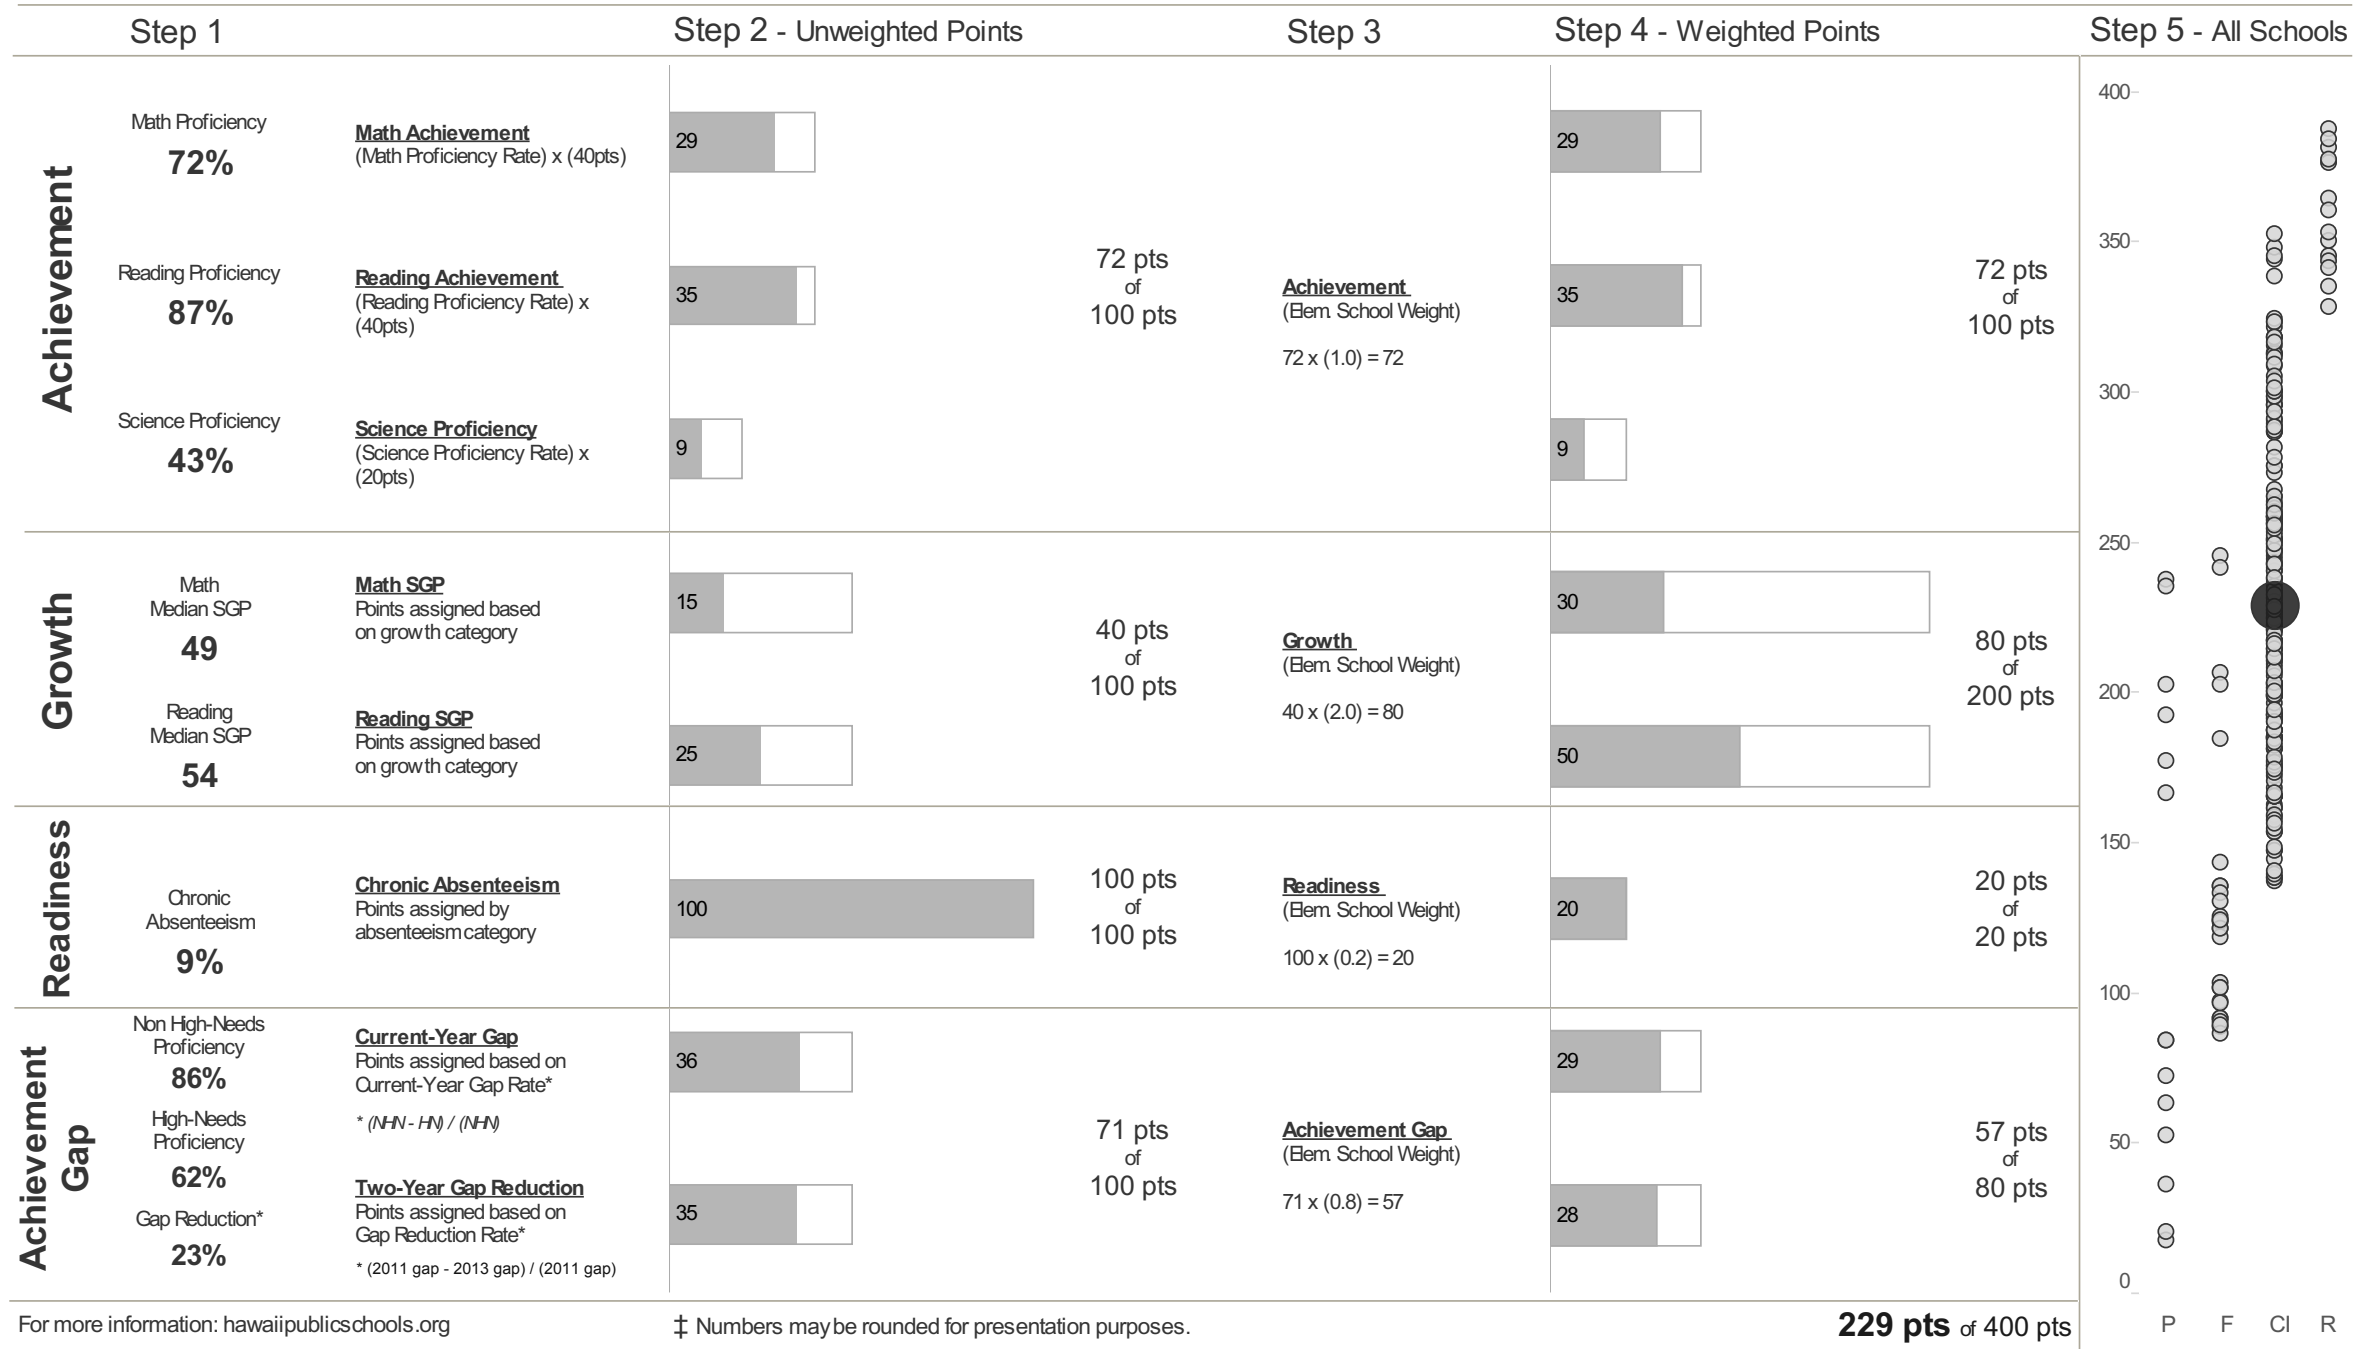 Step 1
Step 2 - Unweighted Points
Step 3
Step 4 - Weighted Points
Step 5 - All Schools
Achievement
Math Proficiency
72%
Math Achievement
(Math Proficiency Rate) x (40pts)
29
29
Reading Proficiency
87%
Reading Achievement
(Reading Proficiency Rate) x
(40pts)
35
72 pts
of
100 pts
Achievement
(Elem. School Weight)
72 x (1.0) = 72
35
72 pts
of
100 pts
Science Proficiency
43%
Science Proficiency
(Science Proficiency Rate) x
(20pts)
9
9
Growth
Math
Median SGP
49
Math SGP
Points assigned based
on growth category
15
40 pts
of
100 pts
Growth
(Elem. School Weight)
40 x (2.0) = 80
30
80 pts
of
200 pts
Reading
Median SGP
54
Reading SGP
Points assigned based
on growth category
25
50
Readiness
Chronic
Absenteeism
9%
Chronic Absenteeism
Points assigned by
absenteeism category
100
100 pts
of
100 pts
Readiness
(Elem. School Weight)
100 x (0.2) = 20
20
20 pts
of
20 pts
Achievement
Gap
Non High-Needs
Proficiency
86%
High-Needs
Proficiency
62%
Gap Reduction*
23%
Current-Year Gap
Points assigned based on
Current-Year Gap Rate*
* (NHN - HN) / (NHN)
Two-Year Gap Reduction
Points assigned based on
Gap Reduction Rate*
* (2011 gap - 2013 gap) / (2011 gap)
36
35
71 pts
of
100 pts
Achievement Gap
(Elem. School Weight)
71 x (0.8) = 57
29
28
57 pts
of
80 pts
400
350
300
250
200
150
100
50
0
P F CI R
For more information: hawaiipublicschools.org
‡ Numbers may be rounded for presentation purposes.
229 pts of 400 pts